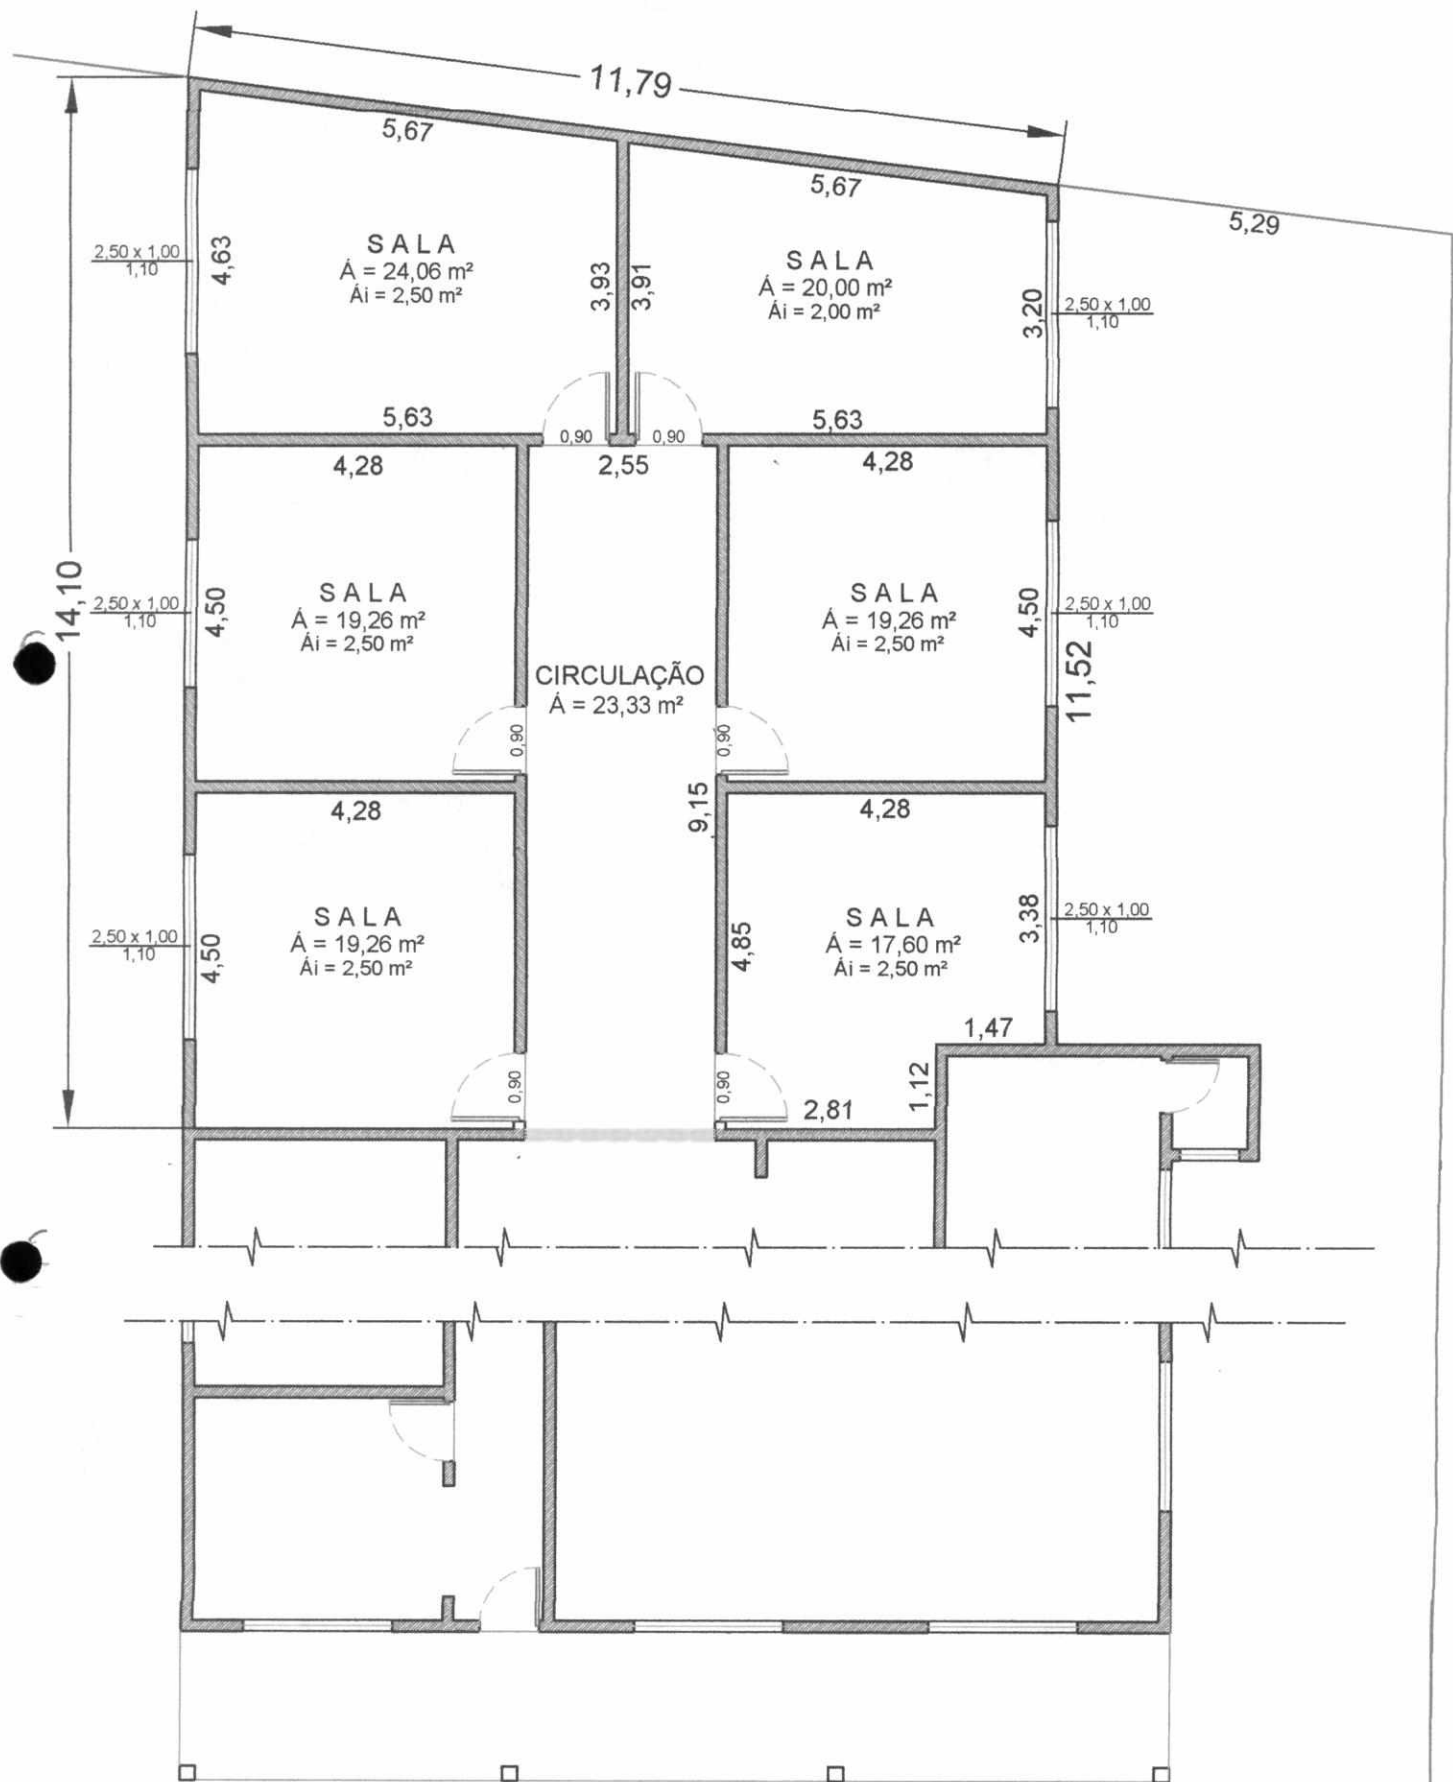 11,79
5,67
5,67
5,29
SALA
Á = 24,06 m²
Ái = 2,50 m²
SALA
Á = 20,00 m²
Ái = 2,00 m²
2,50 x 1,00
1,10
4,63
3,93
3,91
3,20
2,50 x 1,00
1,10
5,63
5,63
0,90
0,90
4,28
2,55
4,28
14,10
2,50 x 1,00
1,10
4,50
SALA
Á = 19,26 m²
Ái = 2,50 m²
SALA
Á = 19,26 m²
Ái = 2,50 m²
4,50
2,50 x 1,00
1,10
11,52
CIRCULAÇÃO
Á = 23,33 m²
0,90
0,90
4,28
9,15
4,28
2,50 x 1,00
1,10
4,50
SALA
Á = 19,26 m²
Ái = 2,50 m²
4,85
SALA
Á = 17,60 m²
Ái = 2,50 m²
3,38
2,50 x 1,00
1,10
1,47
0,90
0,90
2,81
1,12